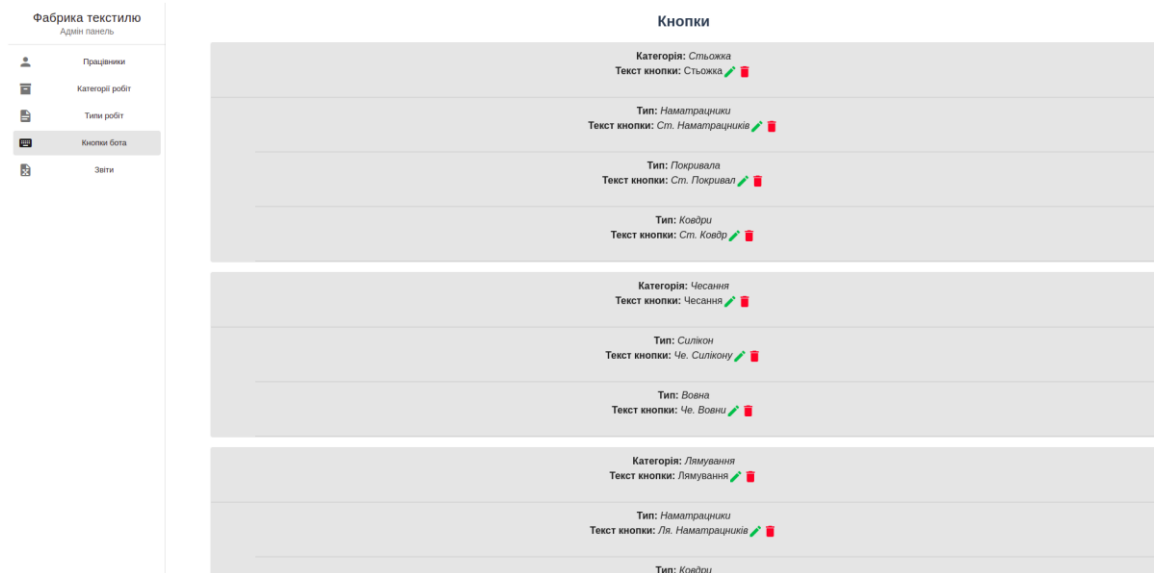 Фабрика текстилю
Адмін панель
Працівники
Категорії робіт
Типи робіт
Кнопки бота
Звіти
Кнопки
Категорія: Стьожка
Текст кнопки: Стьожка
Тип: Наматрацники
Текст кнопки: Ст. Наматрацників
Тип: Покривала
Текст кнопки: Ст. Покривал
Тип: Ковдри
Текст кнопки: Ст. Ковдр
Категорія: Чесання
Текст кнопки: Чесання
Тип: Силікон
Текст кнопки: Че. Силікону
Тип: Вовна
Текст кнопки: Че. Вовни
Категорія: Лямування
Текст кнопки: Лямування
Тип: Наматрацники
Текст кнопки: Ля. Наматрацників
Тип: Ковдри